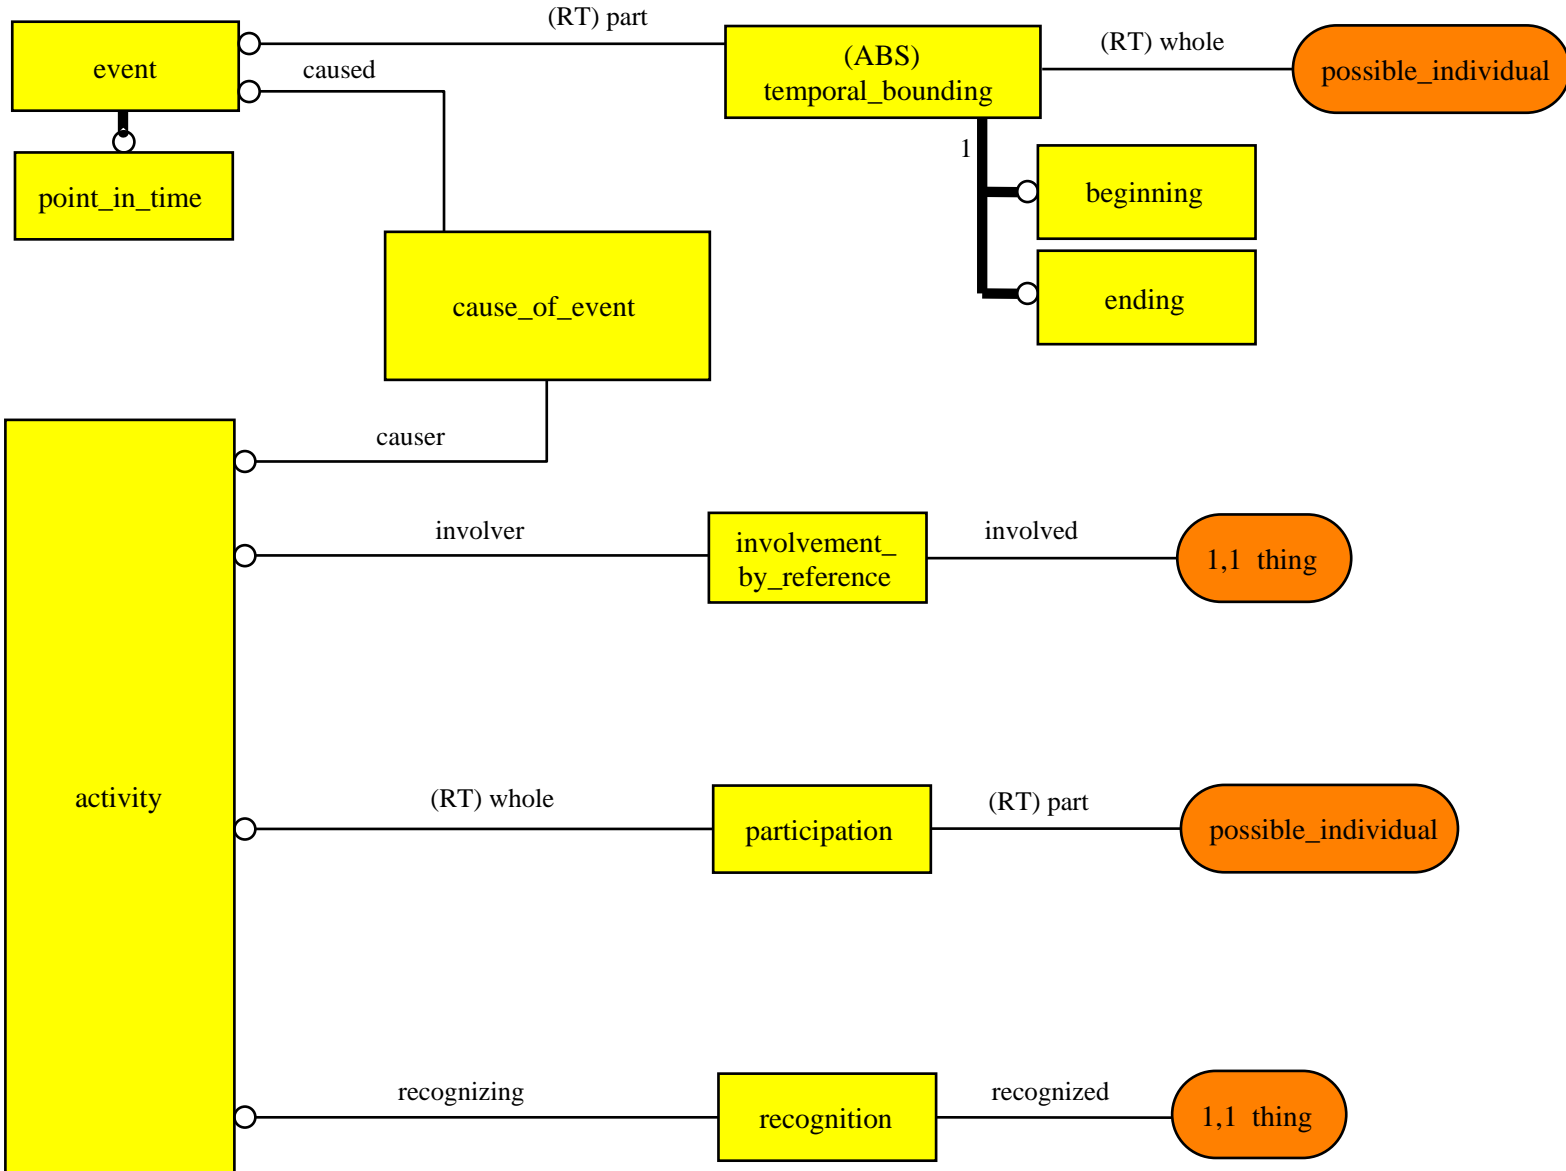 (RT) part
event
caused
(ABS)
temporal_bounding
(RT) whole
possible_individual
1
point_in_time
beginning
cause_of_event
ending
causer
involver
involvement_
by_reference
involved
1,1 thing
activity
(RT) whole
participation
(RT) part
possible_individual
recognizing
recognition
recognized
1,1 thing